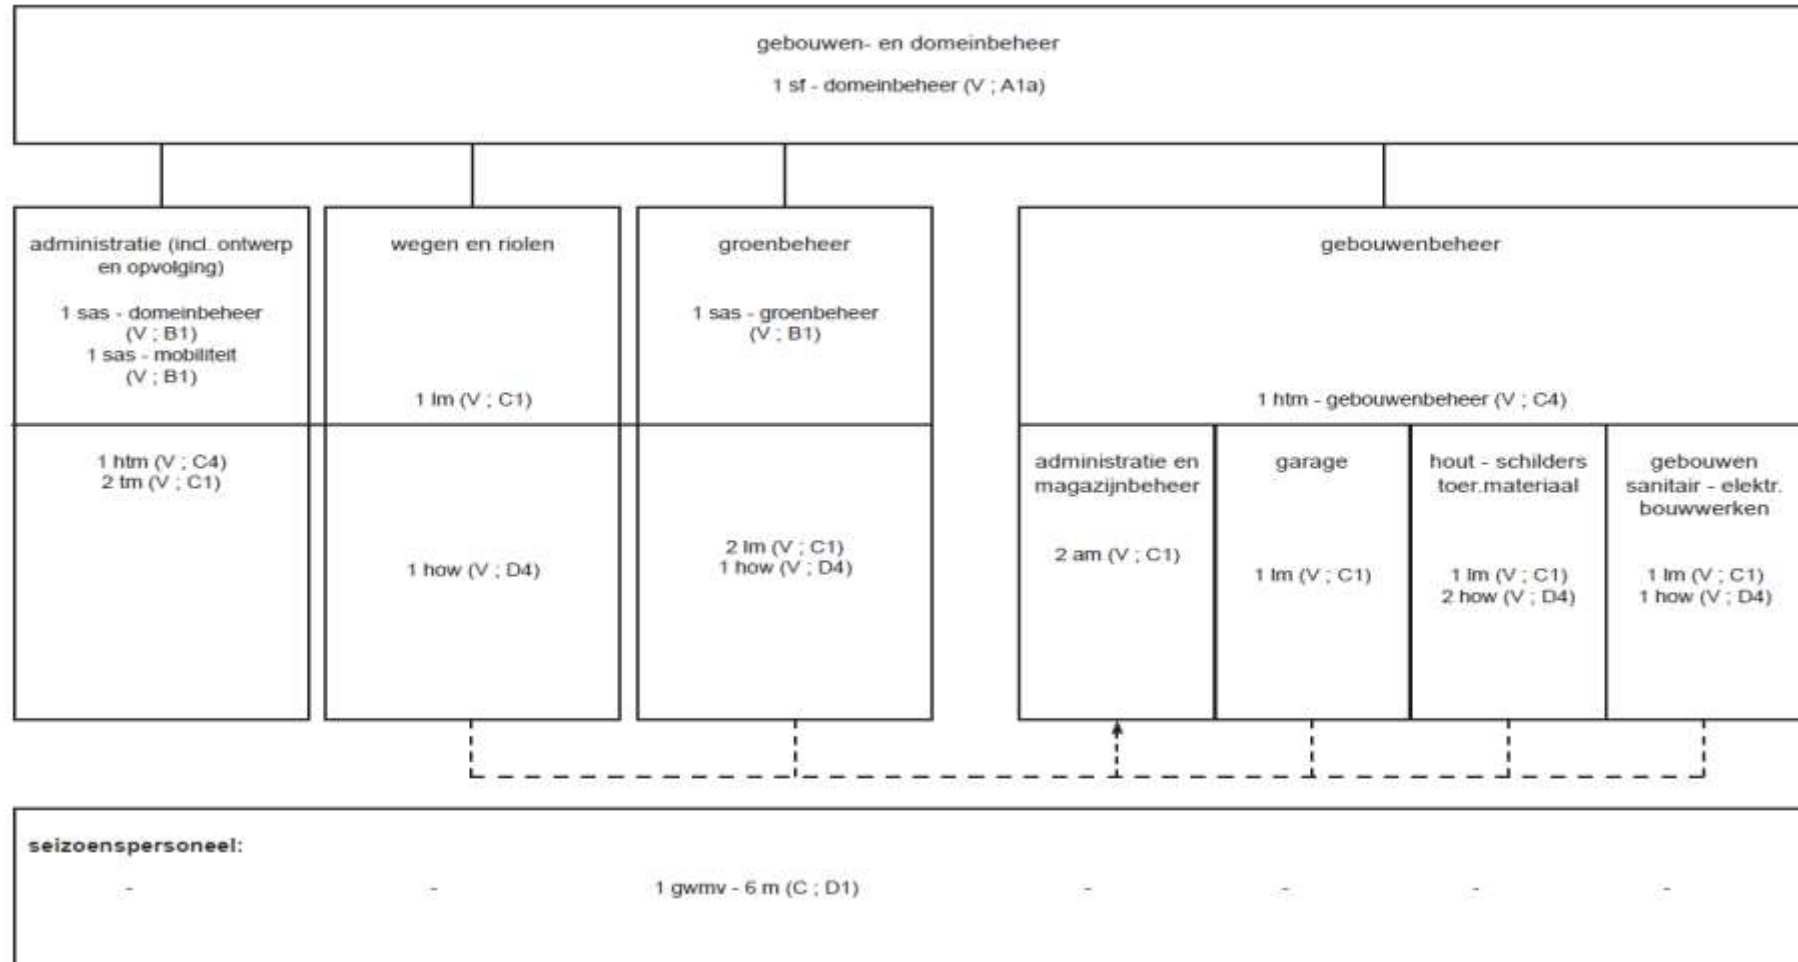 gebouwen- en domeinbeheer
1 sf - domeinbeheer (V ; A1a)
administratie (incl. ontwerp
en opvolging)
1 sas - domeinbeheer
(V ; B1)
1 sas - mobiliteit
(V ; B1)
1 htm (V ; C4)
2 tm (V ; C1)
wegen en riolen
1 lm (V ; C1)
1 how (V ; D4)
groenbeheer
1 sas - groenbeheer
(V ; B1)
2 lm (V ; C1)
1 how (V ; D4)
gebouwenbeheer
1 htm - gebouwenbeheer (V ; C4)
administratie en
magazijnbeheer
2 am (V ; C1)
garage
1 lm (V ; C1)
hout - schilders
toer.materiaal
1 lm (V ; C1)
2 how (V ; D4)
gebouwen
sanitair - elektr.
bouwwerken
1 lm (V ; C1)
1 how (V ; D4)
seizoenspersoneel:
- - 1 gwmv - 6 m (C ; D1) - - - -